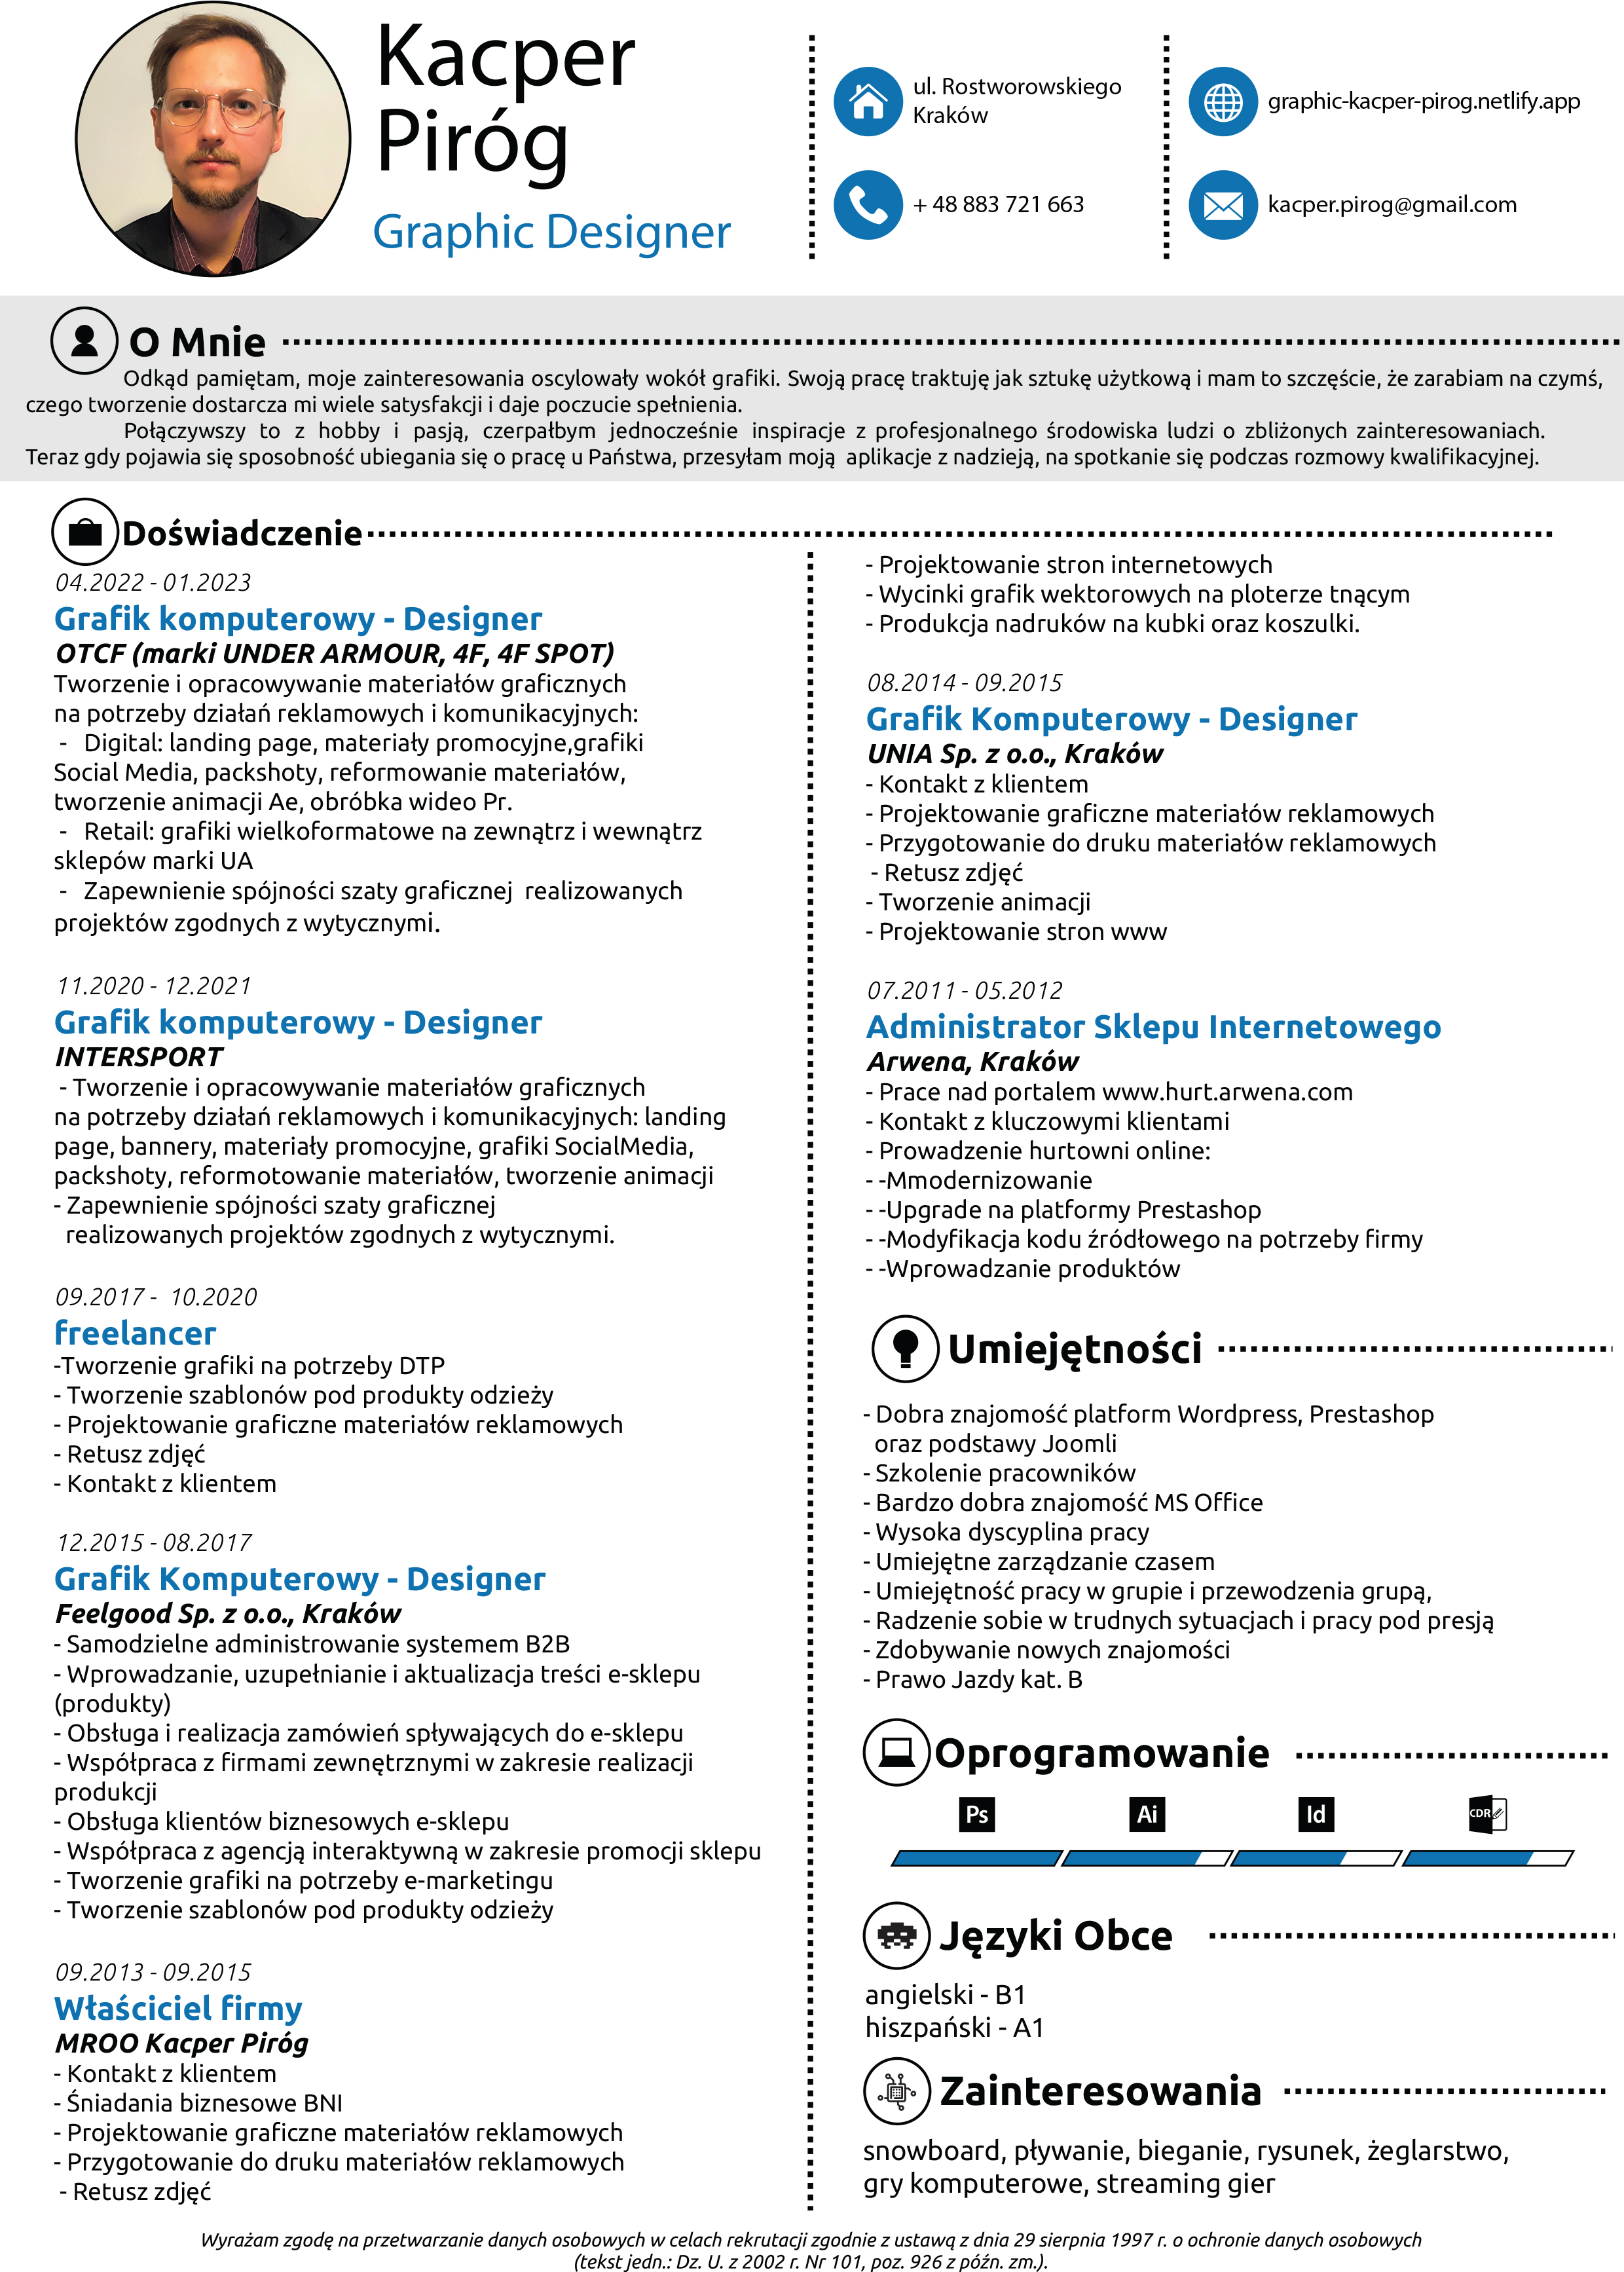 Kacper
Piróg
Graphic Designer
ul. Rostworowskiego
Kraków
+ 48 883 721 663
graphic-kacper-pirog.netlify.app
kacper.pirog@gmail.com
O Mnie
Odkąd pamiętam, moje zainteresowania oscylowały wokół grafiki. Swoją pracę traktuję jak sztukę użytkową i mam to szczęście, że zarabiam na czymś,
czego tworzenie dostarcza mi wiele satysfakcji i daje poczucie spełnienia.
Połączywszy to z hobby i pasją, czerpałbym jednocześnie inspiracje z profesjonalnego środowiska ludzi o zbliżonych zainteresowaniach.
Teraz gdy pojawia się sposobność ubiegania się o pracę u Państwa, przesyłam moją aplikacje z nadzieją, na spotkanie się podczas rozmowy kwalifikacyjnej.
Doświadczenie
04.2022 - 01.2023
Grafik komputerowy - Designer
OTCF (marki UNDER ARMOUR, 4F, 4F SPOT)
Tworzenie i opracowywanie materiałów graficznych
na potrzeby działań reklamowych i komunikacyjnych:
- Digital: landing page, materiały promocyjne,grafiki
Social Media, packshoty, reformowanie materiałów,
tworzenie animacji Ae, obróbka wideo Pr.
- Retail: grafiki wielkoformatowe na zewnątrz i wewnątrz
sklepów marki UA
- Zapewnienie spójności szaty graficznej realizowanych
projektów zgodnych z wytycznymi.
11.2020 - 12.2021
Grafik komputerowy - Designer
INTERSPORT
- Tworzenie i opracowywanie materiałów graficznych
na potrzeby działań reklamowych i komunikacyjnych: landing
page, bannery, materiały promocyjne, grafiki SocialMedia,
packshoty, reformotowanie materiałów, tworzenie animacji
- Zapewnienie spójności szaty graficznej
realizowanych projektów zgodnych z wytycznymi.
09.2017 - 10.2020
freelancer
-Tworzenie grafiki na potrzeby DTP
- Tworzenie szablonów pod produkty odzieży
- Projektowanie graficzne materiałów reklamowych
- Retusz zdjęć
- Kontakt z klientem
12.2015 - 08.2017
Grafik Komputerowy - Designer
Feelgood Sp. z o.o., Kraków
- Samodzielne administrowanie systemem B2B
- Wprowadzanie, uzupełnianie i aktualizacja treści e-sklepu
(produkty)
- Obsługa i realizacja zamówień spływających do e-sklepu
- Współpraca z firmami zewnętrznymi w zakresie realizacji
produkcji
- Obsługa klientów biznesowych e-sklepu
- Współpraca z agencją interaktywną w zakresie promocji sklepu
- Tworzenie grafiki na potrzeby e-marketingu
- Tworzenie szablonów pod produkty odzieży
09.2013 - 09.2015
Właściciel firmy
MROO Kacper Piróg
- Kontakt z klientem
- Śniadania biznesowe BNI
- Projektowanie graficzne materiałów reklamowych
- Przygotowanie do druku materiałów reklamowych
- Retusz zdjęć
- Projektowanie stron internetowych
- Wycinki grafik wektorowych na ploterze tnącym
- Produkcja nadruków na kubki oraz koszulki.
08.2014 - 09.2015
Grafik Komputerowy - Designer
UNIA Sp. z o.o., Kraków
- Kontakt z klientem
- Projektowanie graficzne materiałów reklamowych
- Przygotowanie do druku materiałów reklamowych
- Retusz zdjęć
- Tworzenie animacji
- Projektowanie stron www
07.2011 - 05.2012
Administrator Sklepu Internetowego
Arwena, Kraków
- Prace nad portalem www.hurt.arwena.com
- Kontakt z kluczowymi klientami
- Prowadzenie hurtowni online:
- -Mmodernizowanie
- -Upgrade na platformy Prestashop
- -Modyfikacja kodu źródłowego na potrzeby firmy
- -Wprowadzanie produktów
Umiejętności
- Dobra znajomość platform Wordpress, Prestashop
oraz podstawy Joomli
- Szkolenie pracowników
- Bardzo dobra znajomość MS Office
- Wysoka dyscyplina pracy
- Umiejętne zarządzanie czasem
- Umiejętność pracy w grupie i przewodzenia grupą,
- Radzenie sobie w trudnych sytuacjach i pracy pod presją
- Zdobywanie nowych znajomości
- Prawo Jazdy kat. B
Oprogramowanie
Ps Ai Id CDR
Języki Obce
angielski - B1
hiszpański - A1
Zainteresowania
snowboard, pływanie, bieganie, rysunek, żeglarstwo,
gry komputerowe, streaming gier
Wyrażam zgodę na przetwarzanie danych osobowych w celach rekrutacji zgodnie z ustawą z dnia 29 sierpnia 1997 r. o ochronie danych osobowych
(tekst jedn.: Dz. U. z 2002 r. Nr 101, poz. 926 z późn. zm.).